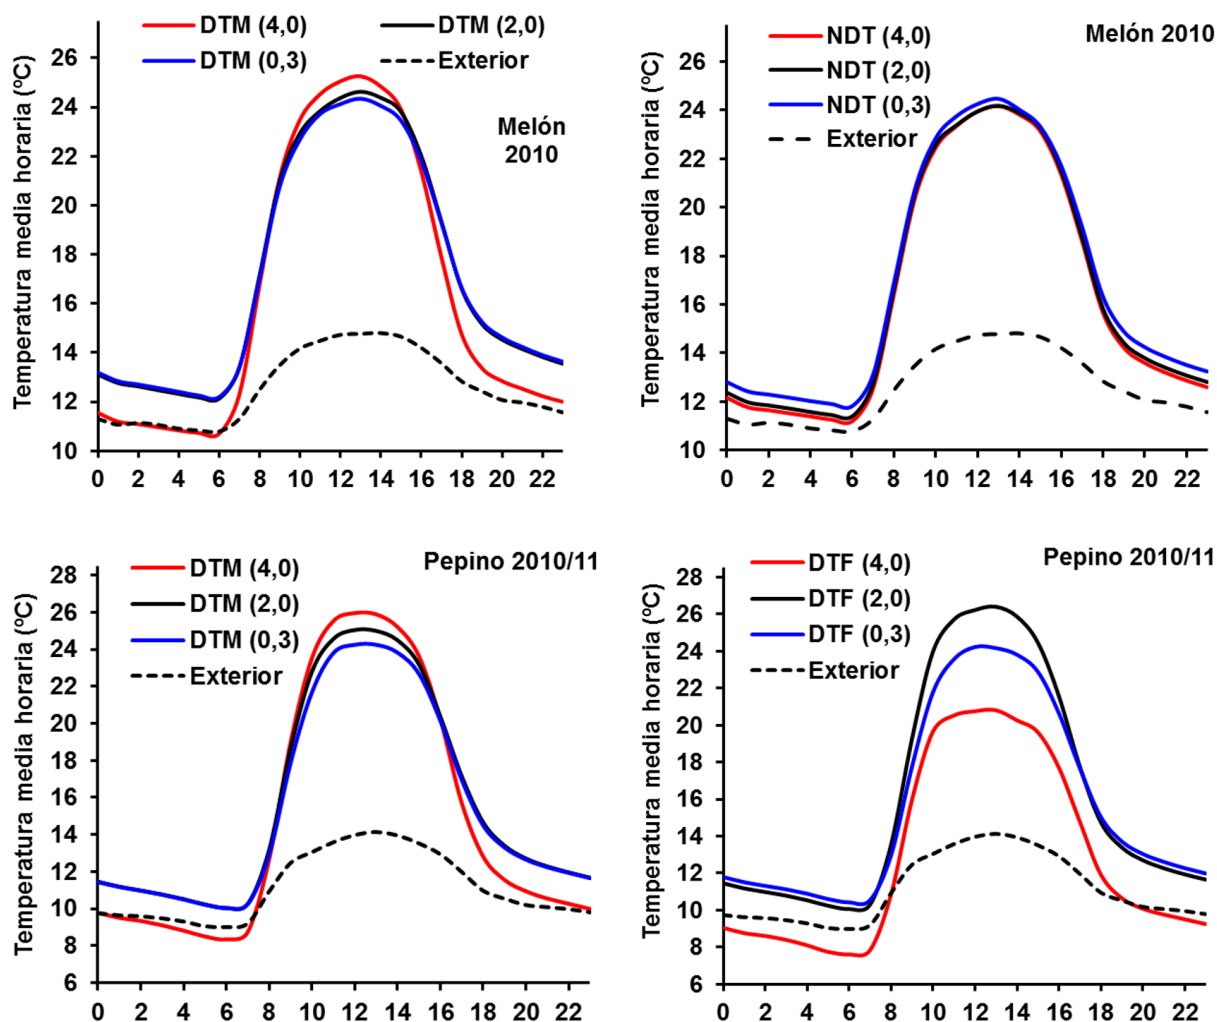 DTM (4,0)
DTM (2,0)
DTM (0,3)
Exterior
Melón
2010
Temperatura media horaria (ºC)
26
24
22
20
18
16
14
12
10
0 2 4 6 8 10 12 14 16 18 20 22
NDT (4,0)
NDT (2,0)
NDT (0,3)
Exterior
Melón 2010
Temperatura media horaria (ºC)
26
24
22
20
18
16
14
12
10
0 2 4 6 8 10 12 14 16 18 20 22
DTM (4,0)
DTM (2,0)
DTM (0,3)
Exterior
Pepino 2010/11
Temperatura media horaria (ºC)
28
26
24
22
20
18
16
14
12
10
8
6
0 2 4 6 8 10 12 14 16 18 20 22
DTF (4,0)
DTF (2,0)
DTF (0,3)
Exterior
Pepino 2010/11
Temperatura media horaria (ºC)
28
26
24
22
20
18
16
14
12
10
8
6
0 2 4 6 8 10 12 14 16 18 20 22